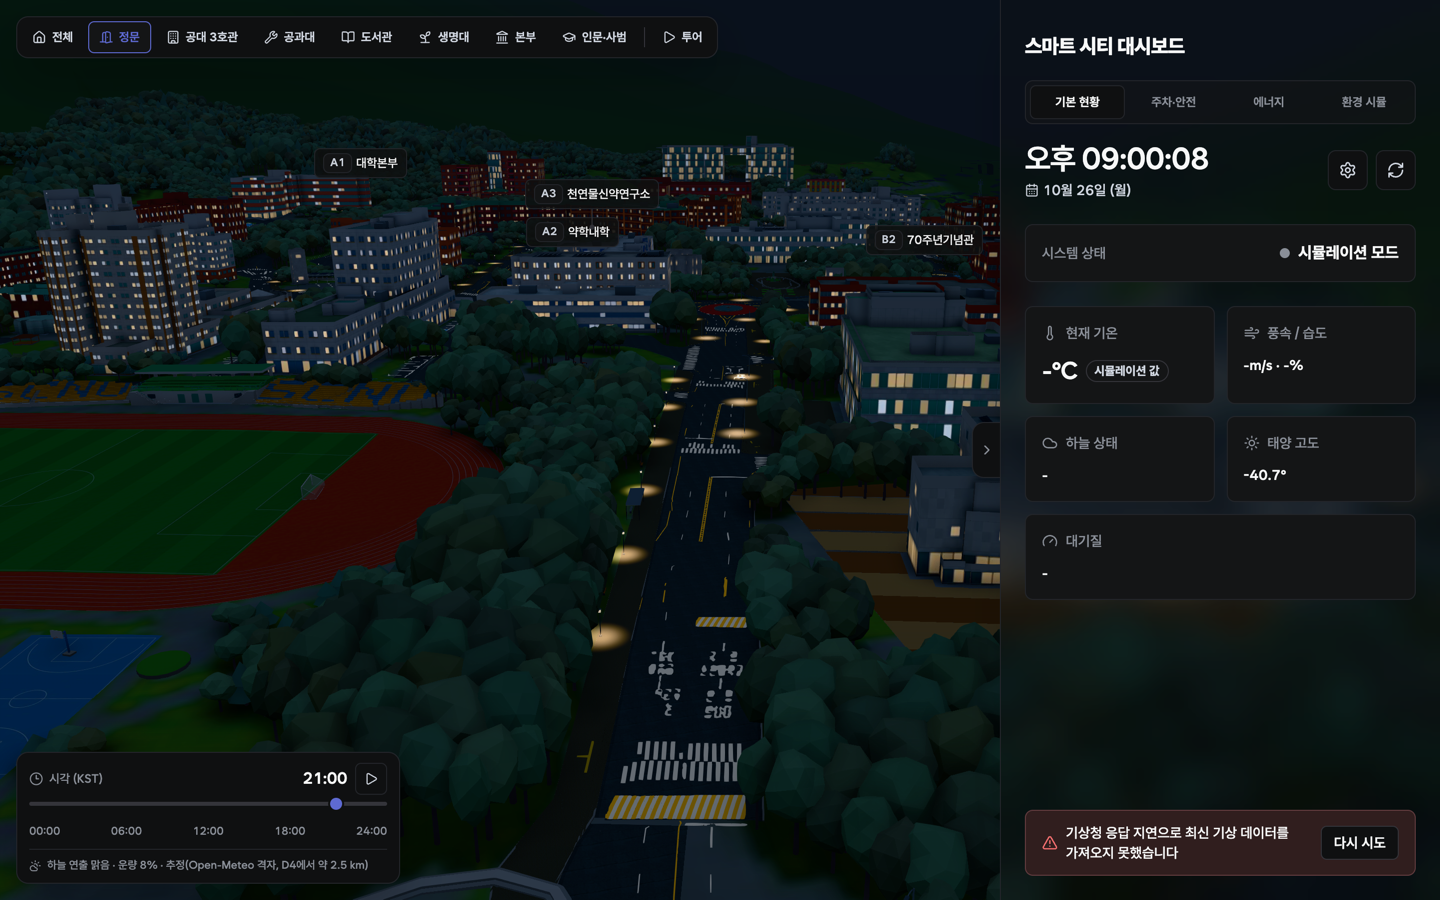 전체
정문
공대 3호관
공과대
도서관
생명대
본부
인문·사범
투어
A1 대학본부
A3 천연물신약연구소
A2 약학대학
B2 70주년기념관
SCNU
SCNU
시각 (KST)
21:00
00:00 06:00 12:00 18:00 24:00
하늘 연출 맑음 · 운량 8% · 추정(Open-Meteo 격자, D4에서 약 2.5 km)
스마트 시티 대시보드
기본 현황
주차·안전
에너지
환경 시뮬
오후 09:00:08
10월 26일 (월)
시스템 상태
시뮬레이션 모드
현재 기온
-°C 시뮬레이션 값
풍속 / 습도
-m/s · -%
하늘 상태
-
태양 고도
-40.7°
대기질
-
기상청 응답 지연으로 최신 기상 데이터를
가져오지 못했습니다
다시 시도